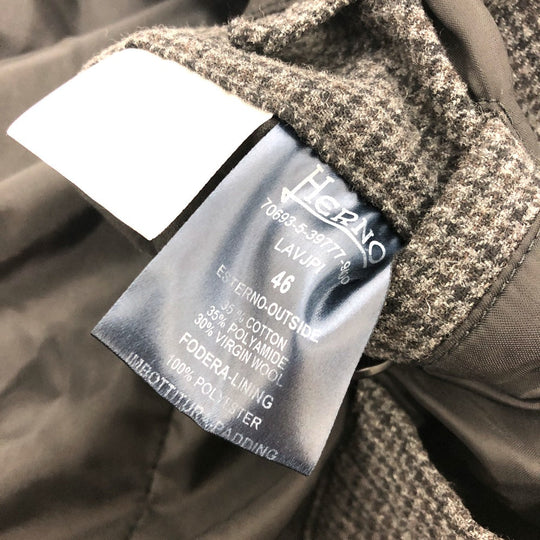 HERNO
70693-5-39777-9
LAVJPI
46
ESTERNO-OUTSIDE
35% COTTON
35% POLYAMIDE
30% VIRGIN WOOL
FODERA-LINING
100% POLYESTER
IMBOTTITURA-PADDING